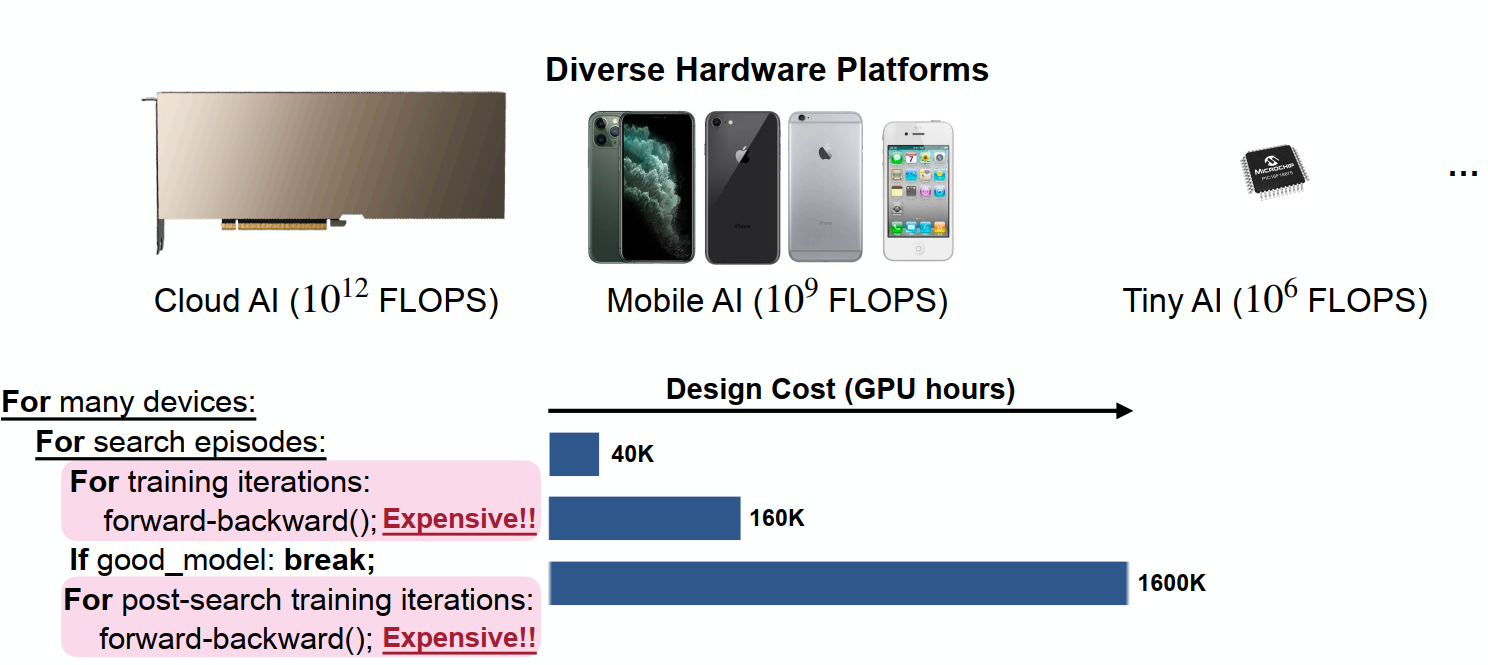 Diverse Hardware Platforms
MICROCHIP
Cloud AI (10^12 FLOPS)
Mobile AI (10^9 FLOPS)
Tiny AI (10^6 FLOPS)
...
For many devices:
For search episodes:
For training iterations:
forward-backward(); Expensive!!
If good_model: break;
For post-search training iterations:
forward-backward(); Expensive!!
Design Cost (GPU hours)
40K
160K
1600K